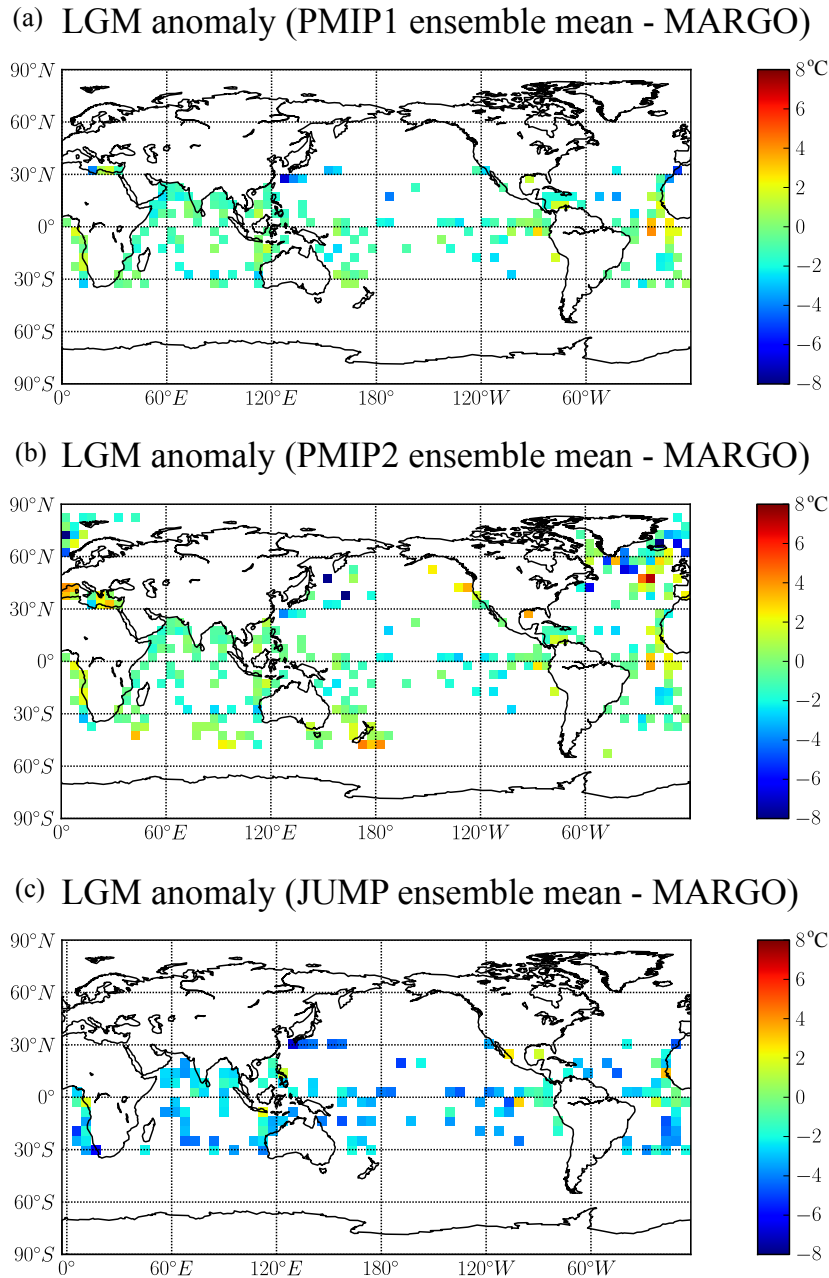 (a) LGM anomaly (PMIP1 ensemble mean - MARGO)
90°N
60°N
30°N
0°
30°S
60°S
90°S
0° 60°E 120°E 180° 120°W 60°W
8°C
6
4
2
0
−2
−4
−6
−8
(b) LGM anomaly (PMIP2 ensemble mean - MARGO)
90°N
60°N
30°N
0°
30°S
60°S
90°S
0° 60°E 120°E 180° 120°W 60°W
8°C
6
4
2
0
−2
−4
−6
−8
(c) LGM anomaly (JUMP ensemble mean - MARGO)
90°N
60°N
30°N
0°
30°S
60°S
90°S
0° 60°E 120°E 180° 120°W 60°W
8°C
6
4
2
0
−2
−4
−6
−8